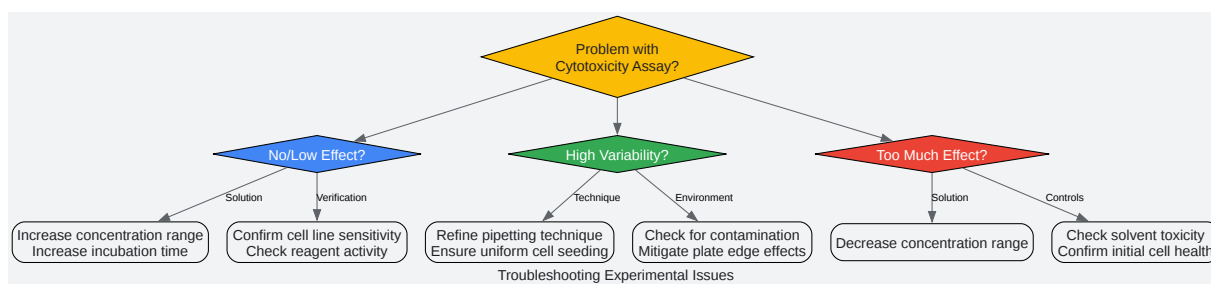 Problem with
Cytotoxicity Assay?
No/Low Effect?
High Variability?
Too Much Effect?
Solution
Verification
Technique
Environment
Solution
Controls
Increase concentration range
Increase incubation time
Confirm cell line sensitivity
Check reagent activity
Refine pipetting technique
Ensure uniform cell seeding
Check for contamination
Mitigate plate edge effects
Decrease concentration range
Check solvent toxicity
Confirm initial cell health
Troubleshooting Experimental Issues